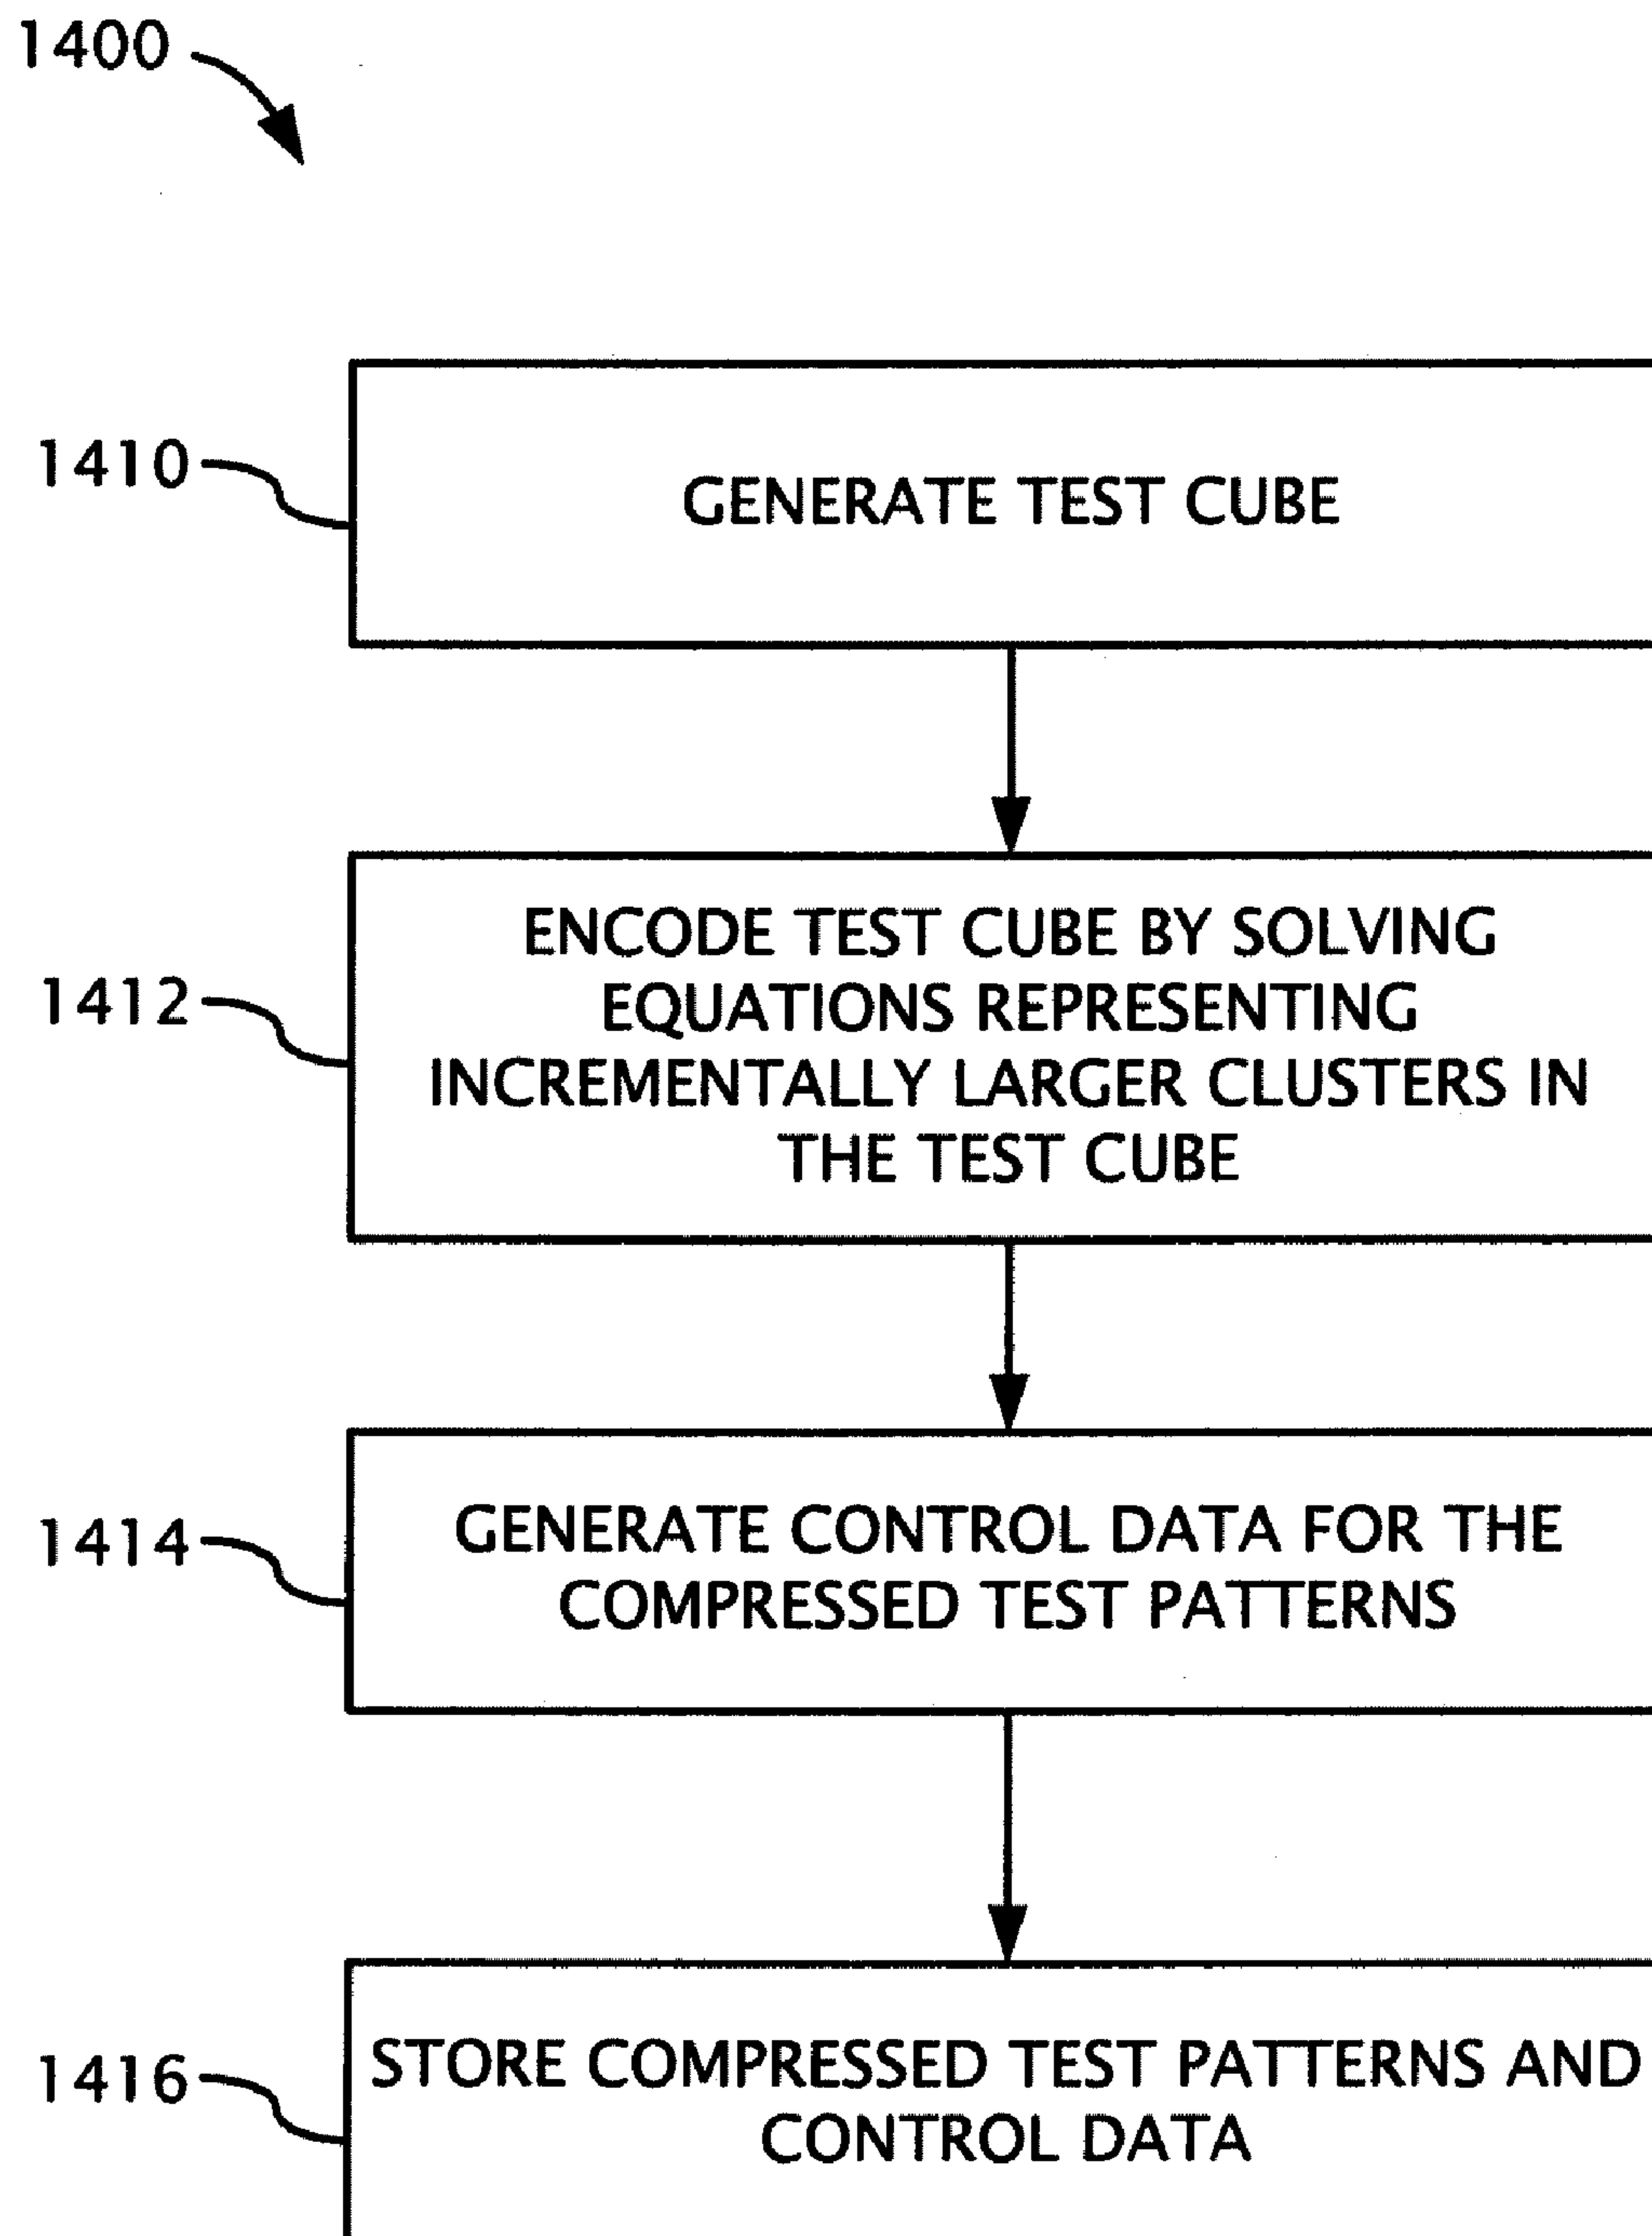 1400
1410
GENERATE TEST CUBE
1412
ENCODE TEST CUBE BY SOLVING
EQUATIONS REPRESENTING
INCREMENTALLY LARGER CLUSTERS IN
THE TEST CUBE
1414
GENERATE CONTROL DATA FOR THE
COMPRESSED TEST PATTERNS
1416
STORE COMPRESSED TEST PATTERNS AND
CONTROL DATA